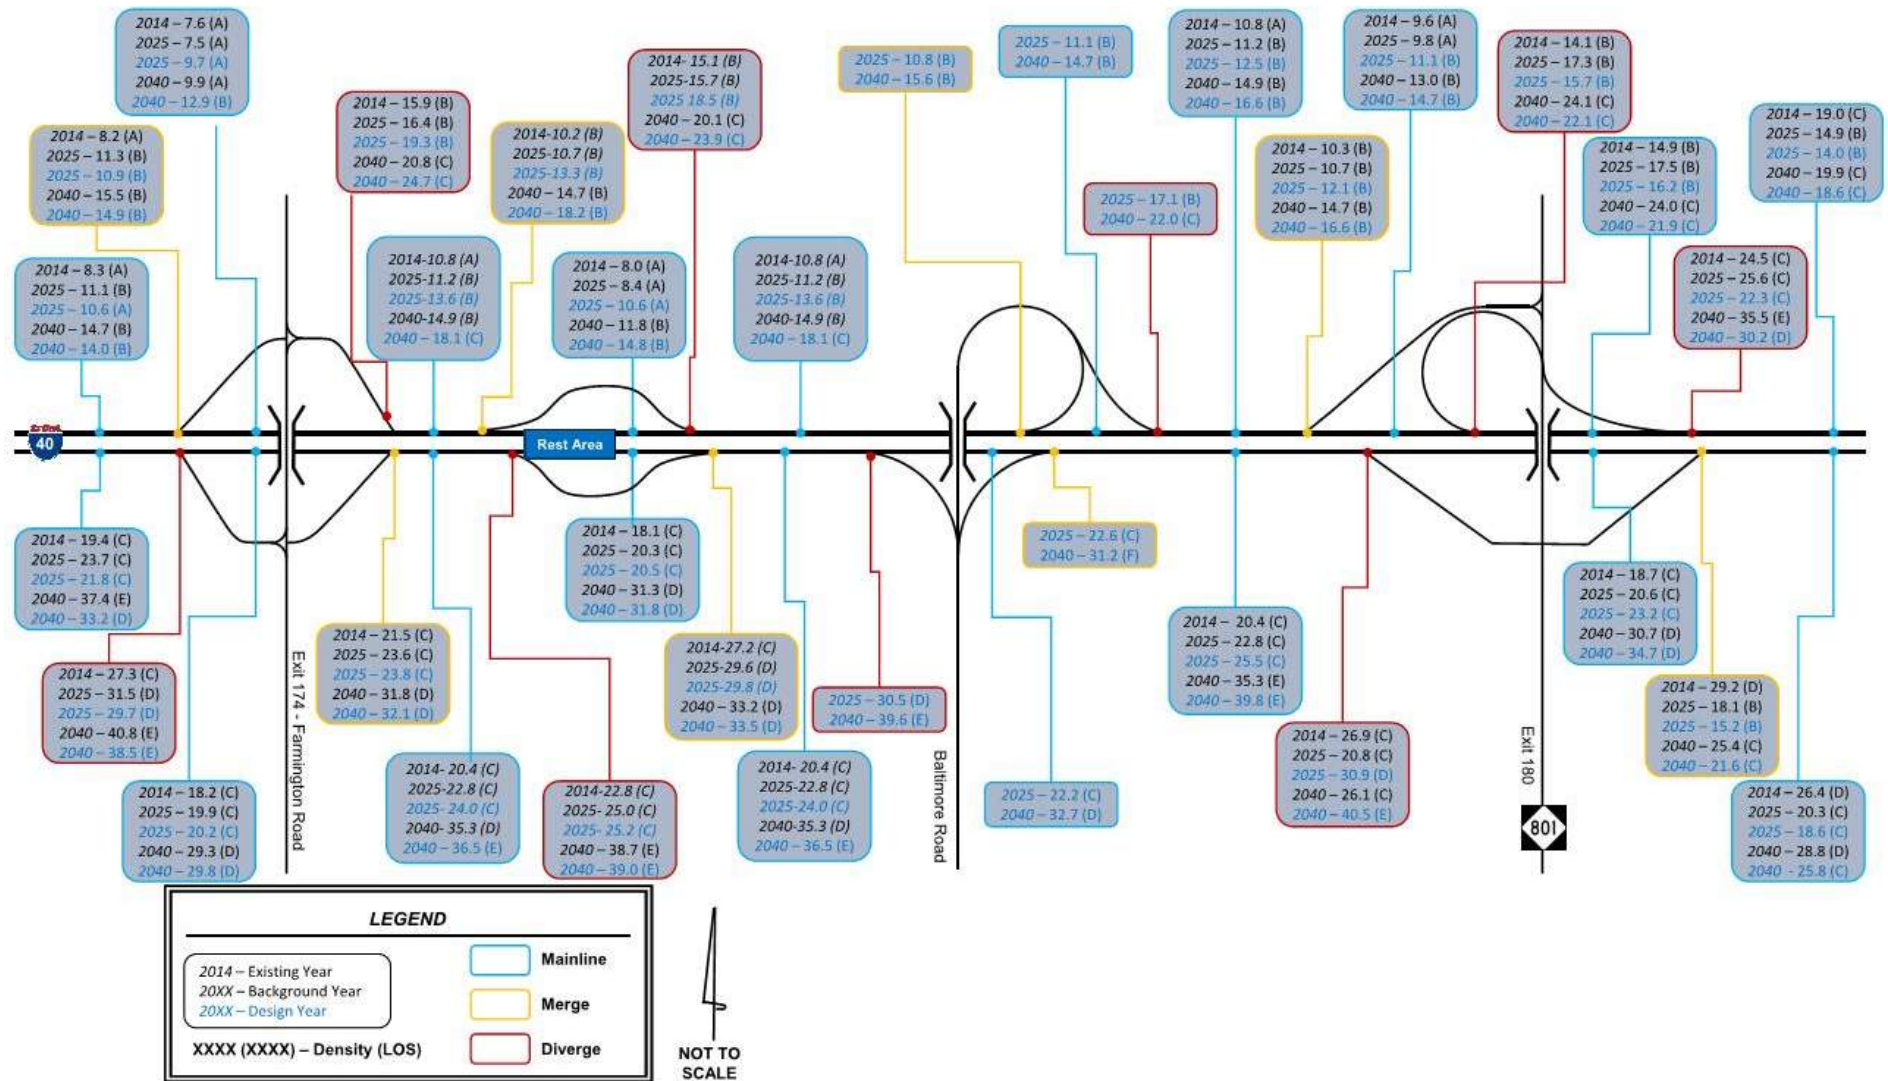 2014 – 7.6 (A)
2025 – 7.5 (A)
2025 – 9.7 (A)
2040 – 9.9 (A)
2040 – 12.9 (B)
2014 – 8.2 (A)
2025 – 11.3 (B)
2025 – 10.9 (B)
2040 – 15.5 (B)
2040 – 14.9 (B)
2014 – 15.9 (B)
2025 – 16.4 (B)
2025 – 19.3 (B)
2040 – 20.8 (C)
2040 – 24.7 (C)
2014-10.2 (B)
2025-10.7 (B)
2025-13.3 (B)
2040 – 14.7 (B)
2040 – 18.2 (B)
2014- 15.1 (B)
2025-15.7 (B)
2025 18.5 (B)
2040 – 20.1 (C)
2040 – 23.9 (C)
2025 – 10.8 (B)
2040 – 15.6 (B)
2025 – 11.1 (B)
2040 – 14.7 (B)
2014 – 10.8 (A)
2025 – 11.2 (B)
2025 – 12.5 (B)
2040 – 14.9 (B)
2040 – 16.6 (B)
2014 – 9.6 (A)
2025 – 9.8 (A)
2025 – 11.1 (B)
2040 – 13.0 (B)
2040 – 14.7 (B)
2014 – 14.1 (B)
2025 – 17.3 (B)
2025 – 15.7 (B)
2040 – 24.1 (C)
2040 – 22.1 (C)
2014 – 19.0 (C)
2025 – 14.9 (B)
2025 – 14.0 (B)
2040 – 19.9 (C)
2040 – 18.6 (C)
2014 – 8.3 (A)
2025 – 11.1 (B)
2025 – 10.6 (A)
2040 – 14.7 (B)
2040 – 14.0 (B)
2014-10.8 (A)
2025-11.2 (B)
2025-13.6 (B)
2040-14.9 (B)
2040 – 18.1 (C)
2014 – 8.0 (A)
2025 – 8.4 (A)
2025 – 10.6 (A)
2040 – 11.8 (B)
2040 – 14.8 (B)
2014-10.8 (A)
2025-11.2 (B)
2025-13.6 (B)
2040-14.9 (B)
2040 – 18.1 (C)
2025 – 17.1 (B)
2040 – 22.0 (C)
2014 – 10.3 (B)
2025 – 10.7 (B)
2025 – 12.1 (B)
2040 – 14.7 (B)
2040 – 16.6 (B)
2014 – 14.9 (B)
2025 – 17.5 (B)
2025 – 16.2 (B)
2040 – 24.0 (C)
2040 – 21.9 (C)
2014 – 24.5 (C)
2025 – 25.6 (C)
2025 – 22.3 (C)
2040 – 35.5 (E)
2040 – 30.2 (D)
40
Rest Area
2014 – 19.4 (C)
2025 – 23.7 (C)
2025 – 21.8 (C)
2040 – 37.4 (E)
2040 – 33.2 (D)
2014 – 27.3 (C)
2025 – 31.5 (D)
2025 – 29.7 (D)
2040 – 40.8 (E)
2040 – 38.5 (E)
2014 – 18.2 (C)
2025 – 19.9 (C)
2025 – 20.2 (C)
2040 – 29.3 (D)
2040 – 29.8 (D)
Exit 174 - Farmington Road
2014 – 21.5 (C)
2025 – 23.6 (C)
2025 – 23.8 (C)
2040 – 31.8 (D)
2040 – 32.1 (D)
2014- 20.4 (C)
2025-22.8 (C)
2025- 24.0 (C)
2040- 35.3 (D)
2040 – 36.5 (E)
2014 – 18.1 (C)
2025 – 20.3 (C)
2025 – 20.5 (C)
2040 – 31.3 (D)
2040 – 31.8 (D)
2014-22.8 (C)
2025- 25.0 (C)
2025- 25.2 (C)
2040 – 38.7 (E)
2040 – 39.0 (E)
2014-27.2 (C)
2025-29.6 (D)
2025-29.8 (D)
2040 – 33.2 (D)
2040 – 33.5 (D)
2014- 20.4 (C)
2025-22.8 (C)
2025-24.0 (C)
2040-35.3 (D)
2040 – 36.5 (E)
2025 – 30.5 (D)
2040 – 39.6 (E)
Baltimore Road
2025 – 22.6 (C)
2040 – 31.2 (F)
2025 – 22.2 (C)
2040 – 32.7 (D)
2014 – 20.4 (C)
2025 – 22.8 (C)
2025 – 25.5 (C)
2040 – 35.3 (E)
2040 – 39.8 (E)
2014 – 26.9 (C)
2025 – 20.8 (C)
2025 – 30.9 (D)
2040 – 26.1 (C)
2040 – 40.5 (E)
Exit 180
801
2014 – 18.7 (C)
2025 – 20.6 (C)
2025 – 23.2 (C)
2040 – 30.7 (D)
2040 – 34.7 (D)
2014 – 29.2 (D)
2025 – 18.1 (B)
2025 – 15.2 (B)
2040 – 25.4 (C)
2040 – 21.6 (C)
2014 – 26.4 (D)
2025 – 20.3 (C)
2025 – 18.6 (C)
2040 – 28.8 (D)
2040 - 25.8 (C)
LEGEND
2014 – Existing Year
20XX – Background Year
20XX – Design Year
XXXX (XXXX) – Density (LOS)
Mainline
Merge
Diverge
NOT TO
SCALE